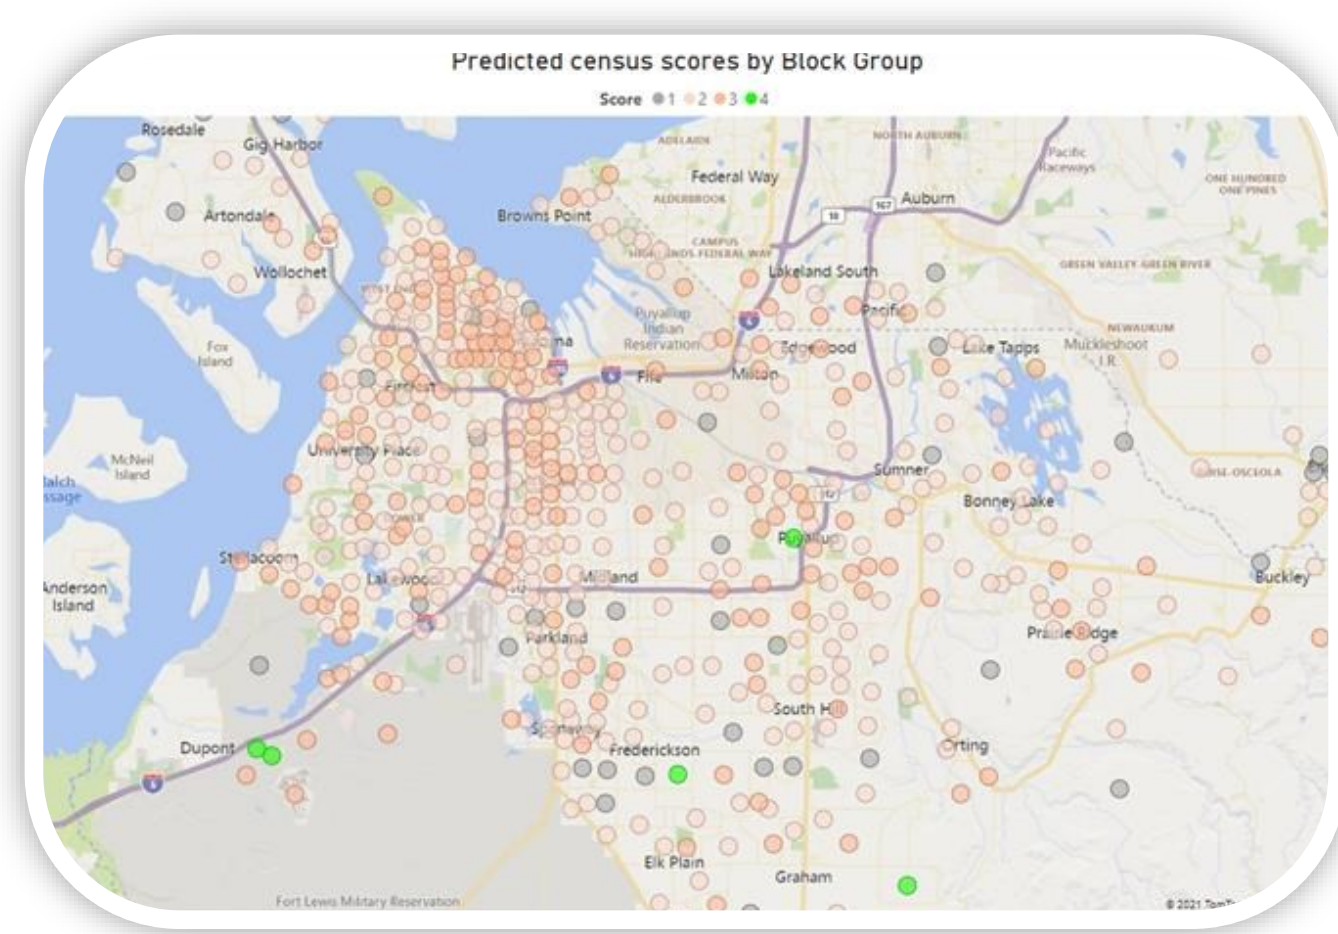 Predicted census scores by Block Group
Score 1 2 3 4
Rosedale
Gig Harbor
ADELAIDE
NORTH AUBURN
Pacific
Raceways
Federal Way
ONE HUNDRED
ONE PINES
ALDERBROOK
Auburn
167
18
Artondale
Browns Point
CAMPUS
Wollochet
Lakeland South
GREEN VALLEY-GREEN RIVER
Pacific
Puyallup
Indian
Reservation
NEWAUKUM
Muckleshoot
I.R.
Fox
Island
Edgewood
Lake Tapps
Fife
Milton
Fircrest
University Place
McNeil
Island
Sumner
Bonney Lake
Puyallup
Steilacoom
Lakewood
Midland
Anderson
Island
Buckley
Parkland
Prairie Ridge
South Hill
Spanaway
Dupont
Frederickson
Orting
Elk Plain
Graham
Fort Lewis Military Reservation
© 2021